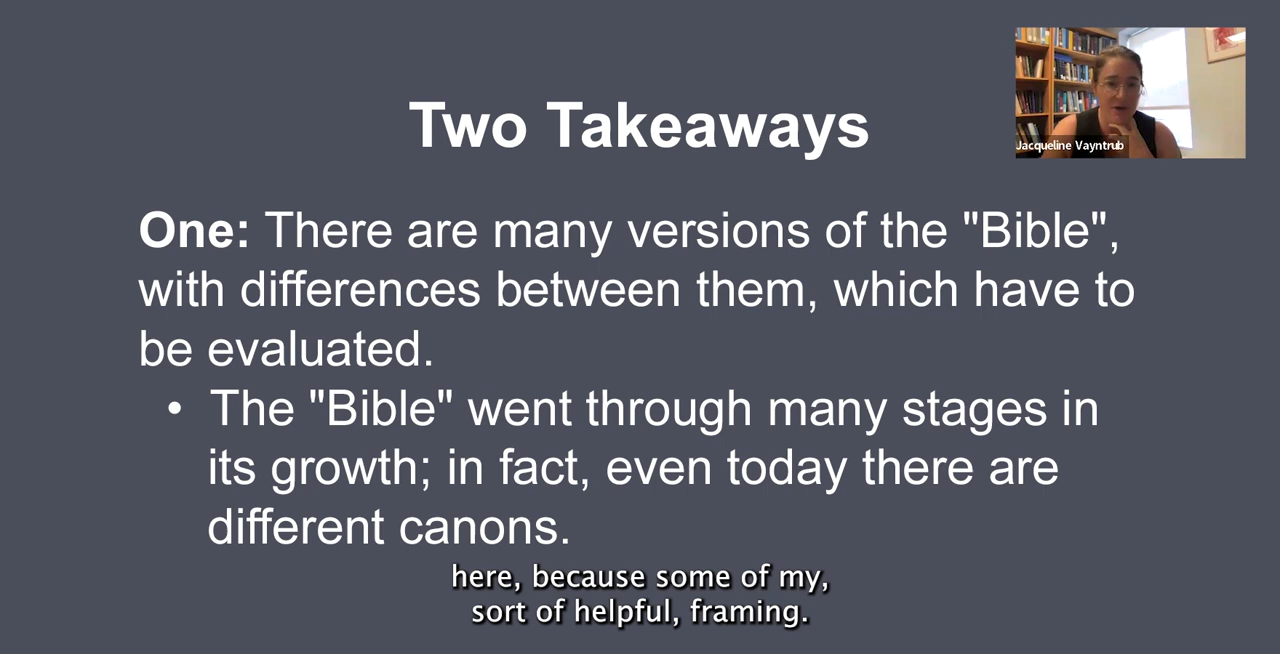 Two Takeaways
Jacqueline Vayntrub
One: There are many versions of the "Bible",
with differences between them, which have to
be evaluated.
• The "Bible" went through many stages in
its growth; in fact, even today there are
different canons.
here, because some of my,
sort of helpful, framing.